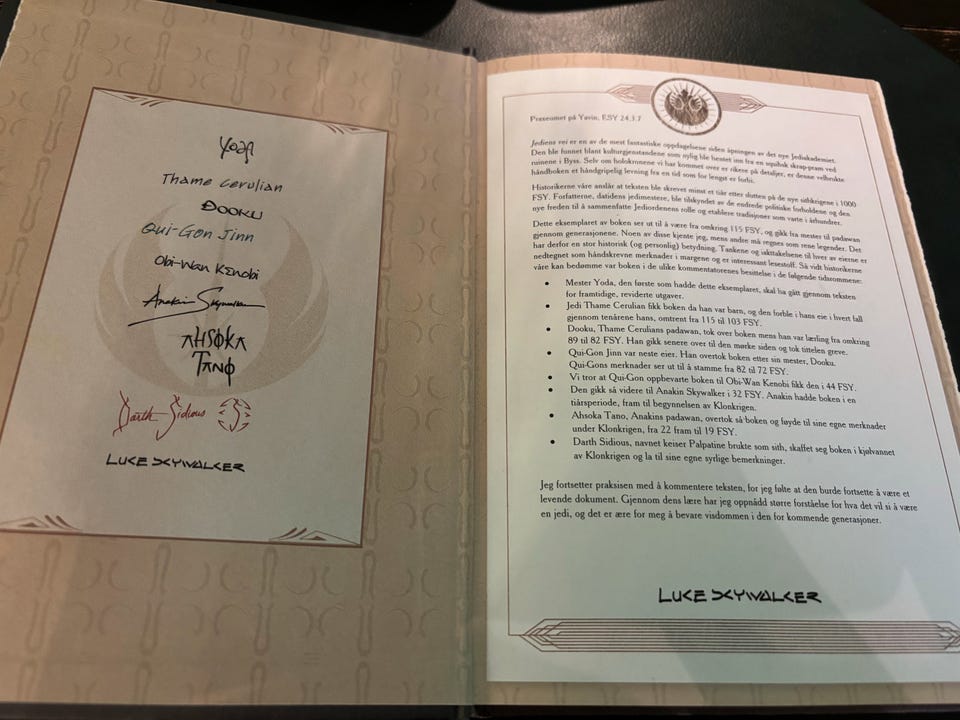 Yoda
Thame Cerulian
Dooku
Qui-Gon Jinn
Obi-Wan Kenobi
Anakin Skywalker
AHSOKA
TANO
Darth Sidious
LUKE SKYWALKER
Praxeumet på Yavin, ESY 24.3.7
Jediens vei er en av de mest fantastiske oppdagelsene siden åpningen av det nye Jediakademiet.
Den ble funnet blant kulturgjenstandene som nylig ble hentet inn fra en squibsk skrap-pram ved
ruinene i Byss. Selv om holokronene vi har kommet over er rikere på detaljer, er denne velbrukte
håndboken et håndgripelig levning fra en tid som for lengst er forbi.
Historikerne våre anslår at teksten ble skrevet minst et tiår etter slutten på de nye sithkrigene i 1000
FSY. Forfatterne, datidens jedimestere, ble tilskyndet av de endrede politiske forholdene og den
nye freden til å sammenfatte Jediordenens rolle og etablere tradisjoner som varte i århundrer.
Dette eksemplaret av boken ser ut til å være fra omkring 115 FSY, og gikk fra mester til padawan
gjennom generasjonene. Noen av disse kjente jeg, mens andre må regnes som rene legender. Det
har derfor en stor historisk (og personlig) betydning. Tankene og iakttakelsene til hver av eierne er
nedtegnet som håndskrevne merknader i margene og et interessant lesestoff. Så vidt historikerne
våre kan bedømme var boken i de ulike kommentatorenes besittelse i de følgende tidsrommene:
• Mester Yoda, den første som hadde dette eksemplaret, skal ha gått gjennom teksten
for framtidige, reviderte utgaver.
• Jedi Thame Cerulian fikk boken da han var barn, og den forble i hans eie i hvert fall
gjennom tenårene hans, omtrent fra 115 til 103 FSY.
• Dooku, Thame Cerulians padawan, tok over boken mens han var lærling fra omkring
89 til 82 FSY. Han gikk senere over til den mørke siden og tok tittelen greve.
• Qui-Gon Jinn var neste eier. Han overtok boken etter sin mester, Dooku.
Qui-Gons merknader ser ut til å stamme fra 82 til 72 FSY.
• Vi tror at Qui-Gon oppbevarte boken til Obi-Wan Kenobi fikk den i 44 FSY.
• Den gikk så videre til Anakin Skywalker i 32 FSY. Anakin hadde boken i en
tiårsperiode, fram til begynnelsen av Klonkrigen.
• Ahsoka Tano, Anakins padawan, overtok så boken og føyde til sine egne merknader
under Klonkrigen, fra 22 fram til 19 FSY.
• Darth Sidious, navnet keiser Palpatine brukte som sith, skaffet seg boken i kjølvannet
av Klonkrigen og la til sine egne syrlige bemerkninger.
Jeg fortsetter praksisen med å kommentere teksten, for jeg følte at den burde fortsette å være et
levende dokument. Gjennom dens lære har jeg oppnådd større forståelse for hva det vil si å være
en jedi, og det er ære for meg å bevare visdommen i den for kommende generasjoner.
LUKE SKYWALKER